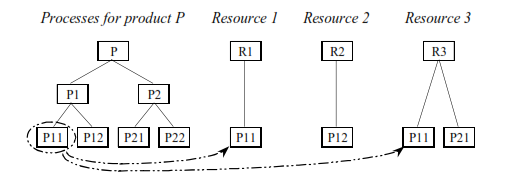 Processes for product P Resource 1 Resource 2 Resource 3
P R1 R2 R3
P1 P2
P11 P12 P21 P22 P11 P12 P11 P21